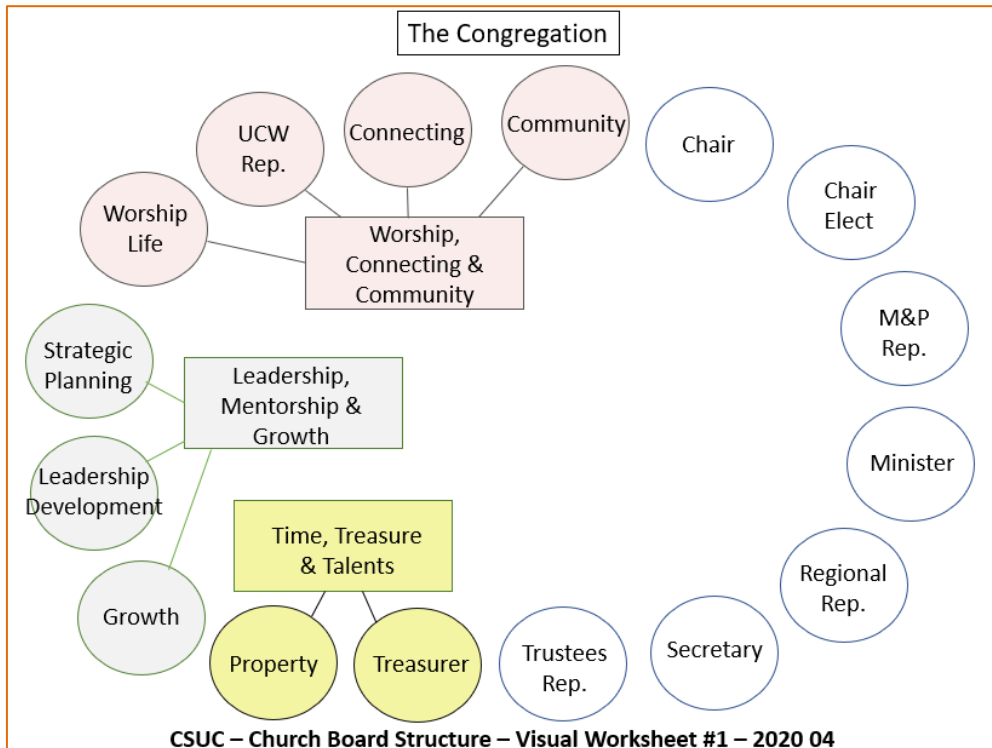 The Congregation
UCW
Rep.
Connecting
Community
Chair
Chair
Elect
Worship
Life
Worship,
Connecting &
Community
M&P
Rep.
Strategic
Planning
Leadership,
Mentorship &
Growth
Minister
Leadership
Development
Time, Treasure
& Talents
Regional
Rep.
Growth
Property
Treasurer
Trustees
Rep.
Secretary
CSUC – Church Board Structure – Visual Worksheet #1 – 2020 04